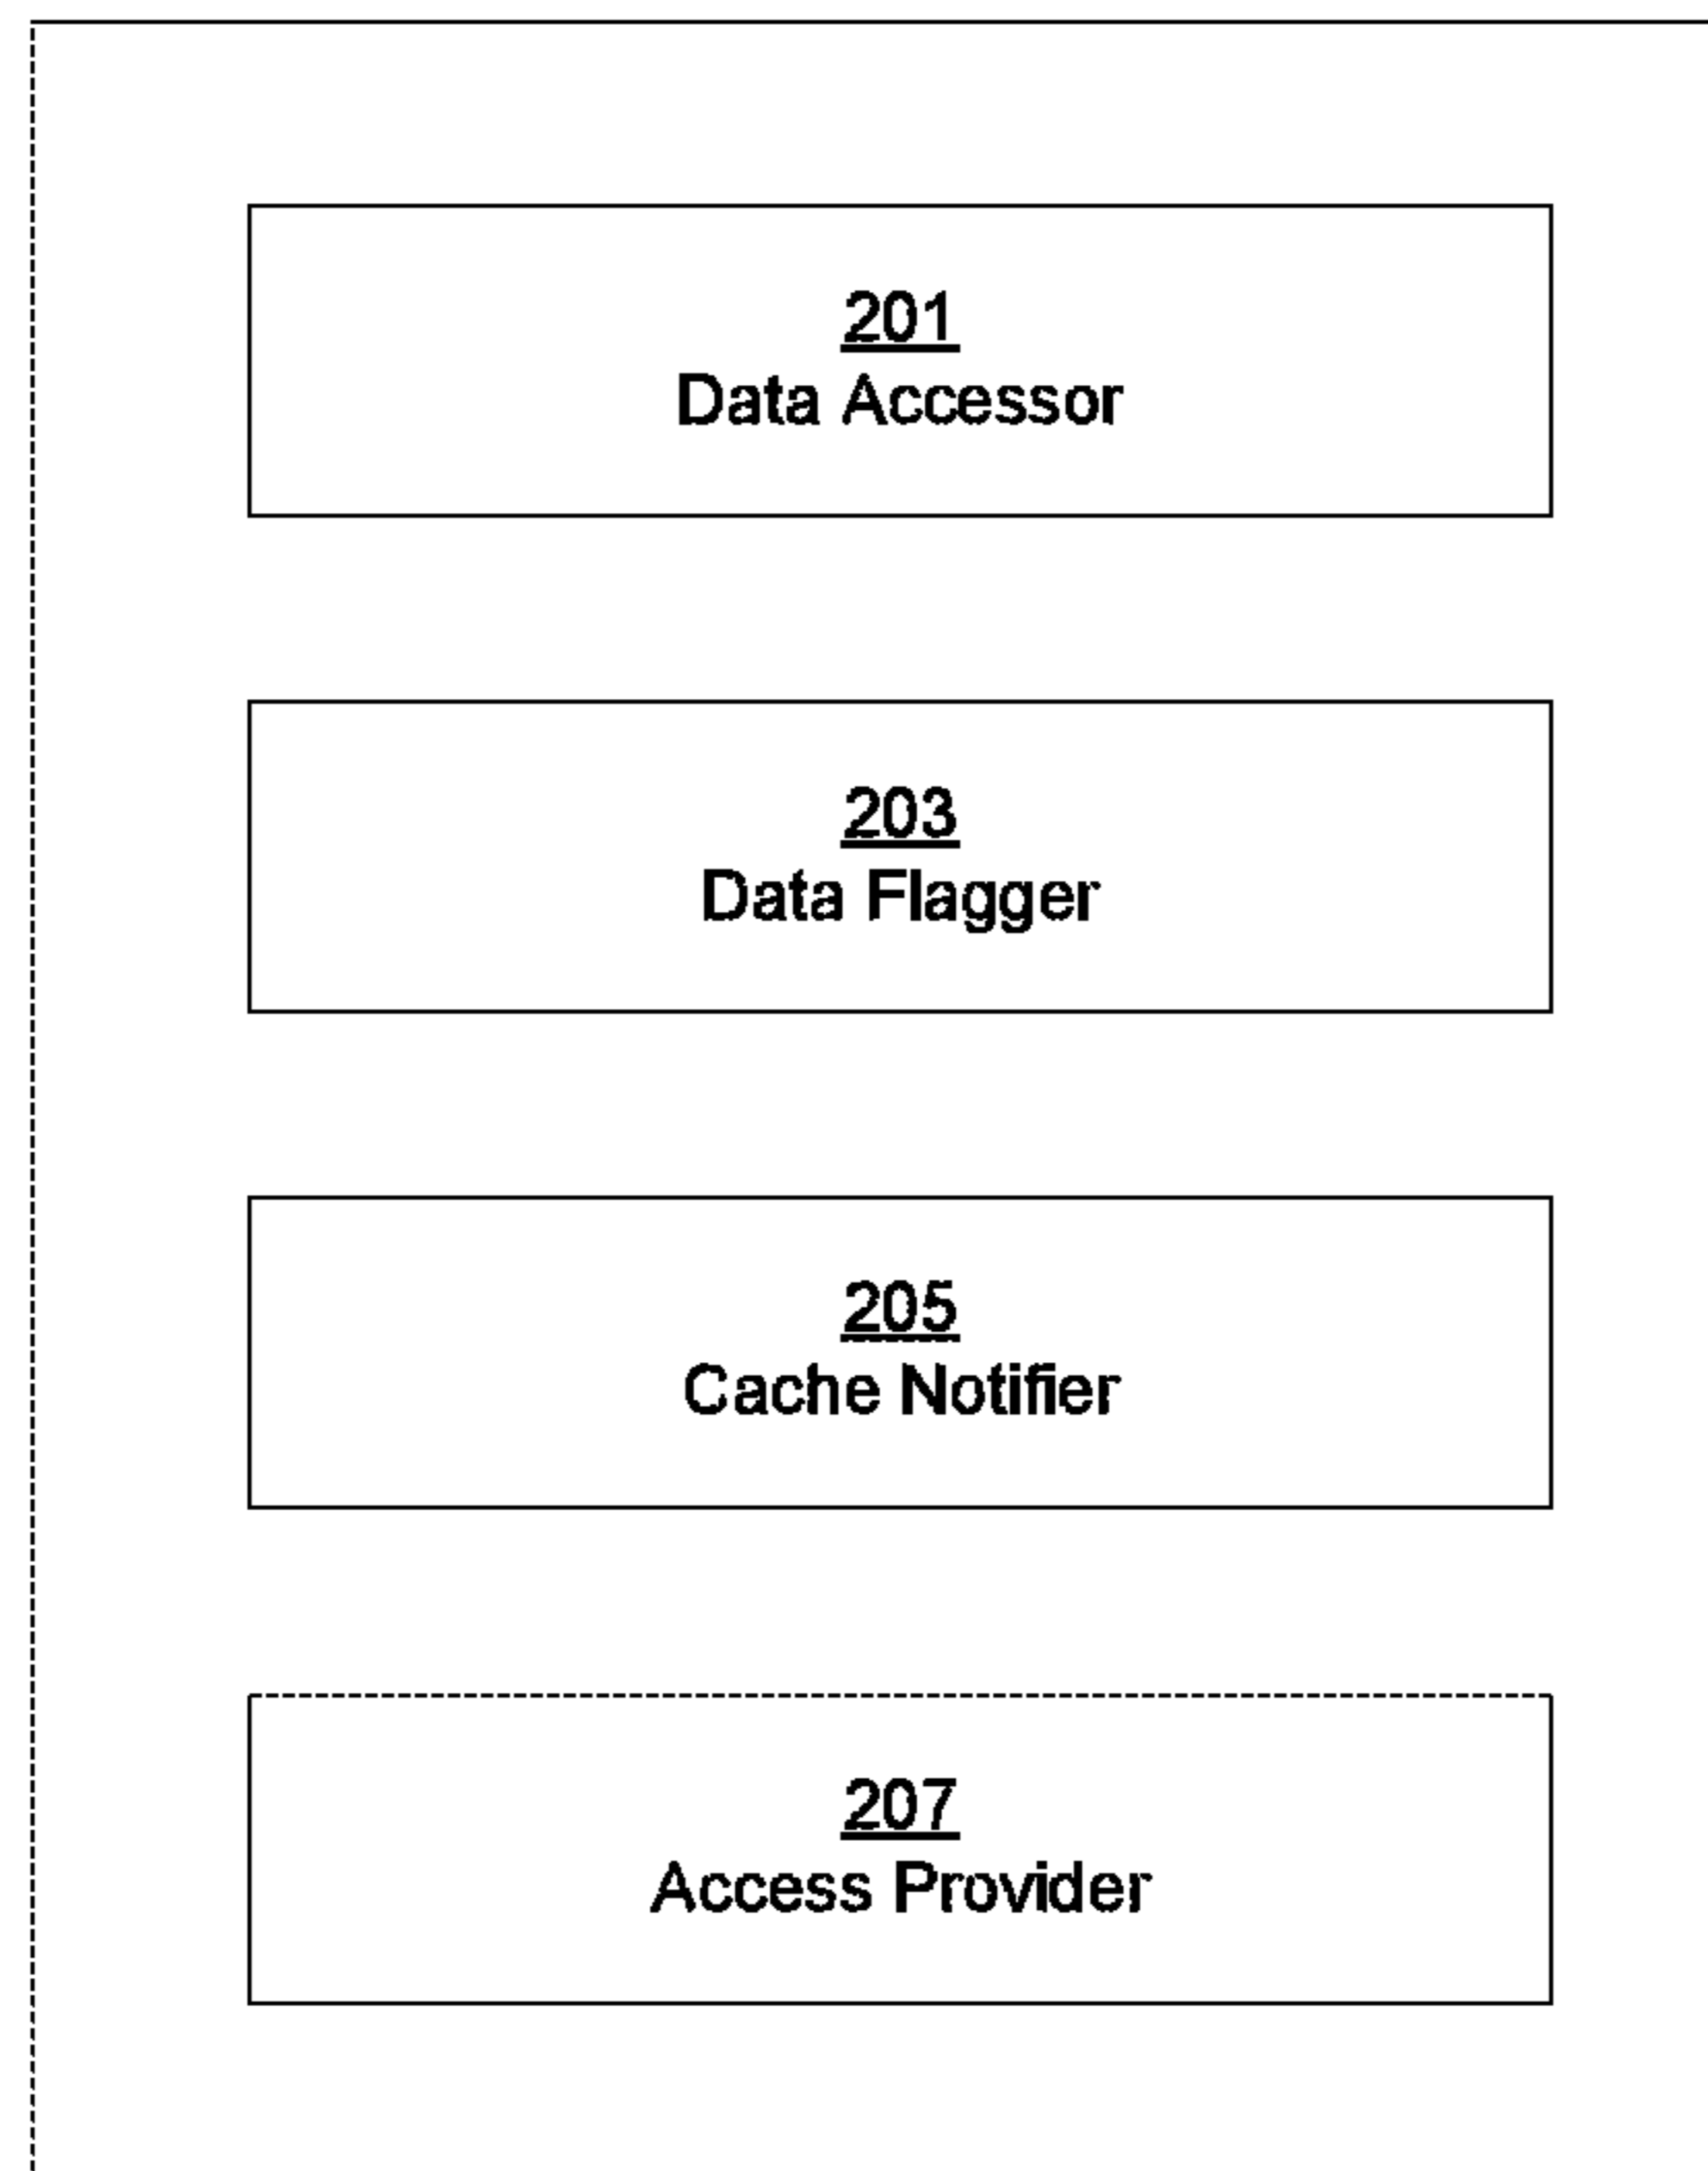 201
Data Accessor
203
Data Flagger
205
Cache Notifier
207
Access Provider